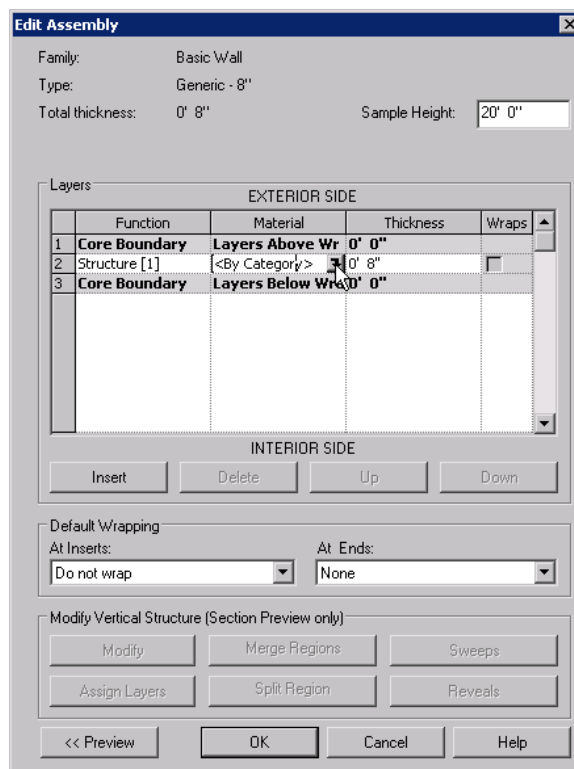 Edit Assembly
Family: Basic Wall
Type: Generic - 8"
Total thickness: 0' 8" Sample Height: 20' 0"
Layers
EXTERIOR SIDE
Function Material Thickness Wraps
1 Core Boundary Layers Above Wr 0' 0"
2 Structure [1] <By Category> 0' 8"
3 Core Boundary Layers Below Wra 0' 0"
INTERIOR SIDE
Insert Delete Up Down
Default Wrapping
At Inserts: At Ends:
Do not wrap None
Modify Vertical Structure (Section Preview only)
Modify Merge Regions Sweeps
Assign Layers Split Region Reveals
<< Preview OK Cancel Help